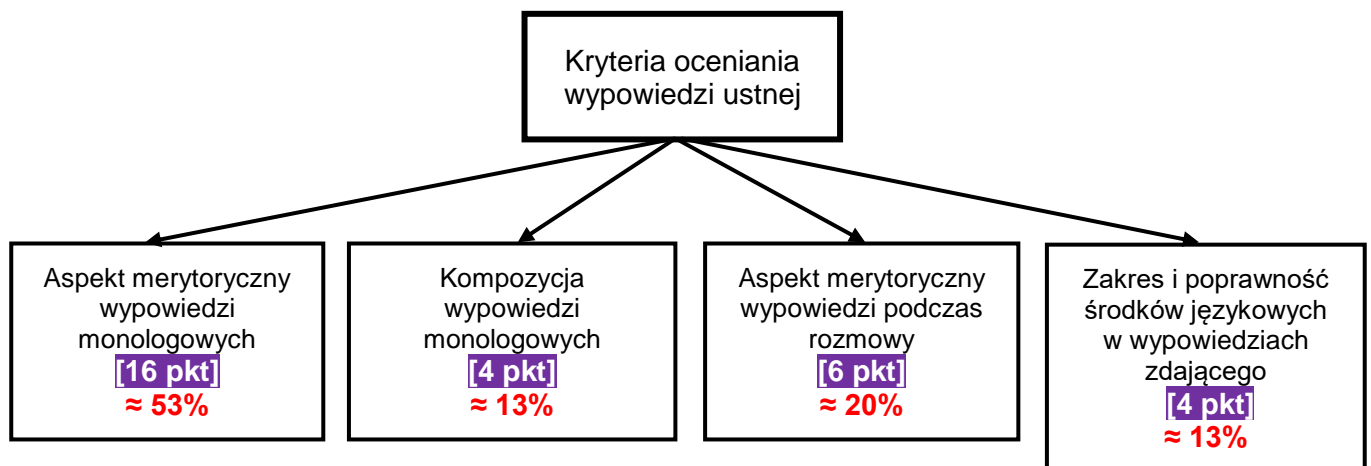 Kryteria oceniania
wypowiedzi ustnej
Aspekt merytoryczny
wypowiedzi
monologowych
[16 pkt]
≈ 53%
Kompozycja
wypowiedzi
monologowych
[4 pkt]
≈ 13%
Aspekt merytoryczny
wypowiedzi podczas
rozmowy
[6 pkt]
≈ 20%
Zakres i poprawność
środków językowych
w wypowiedziach
zdającego
[4 pkt]
≈ 13%